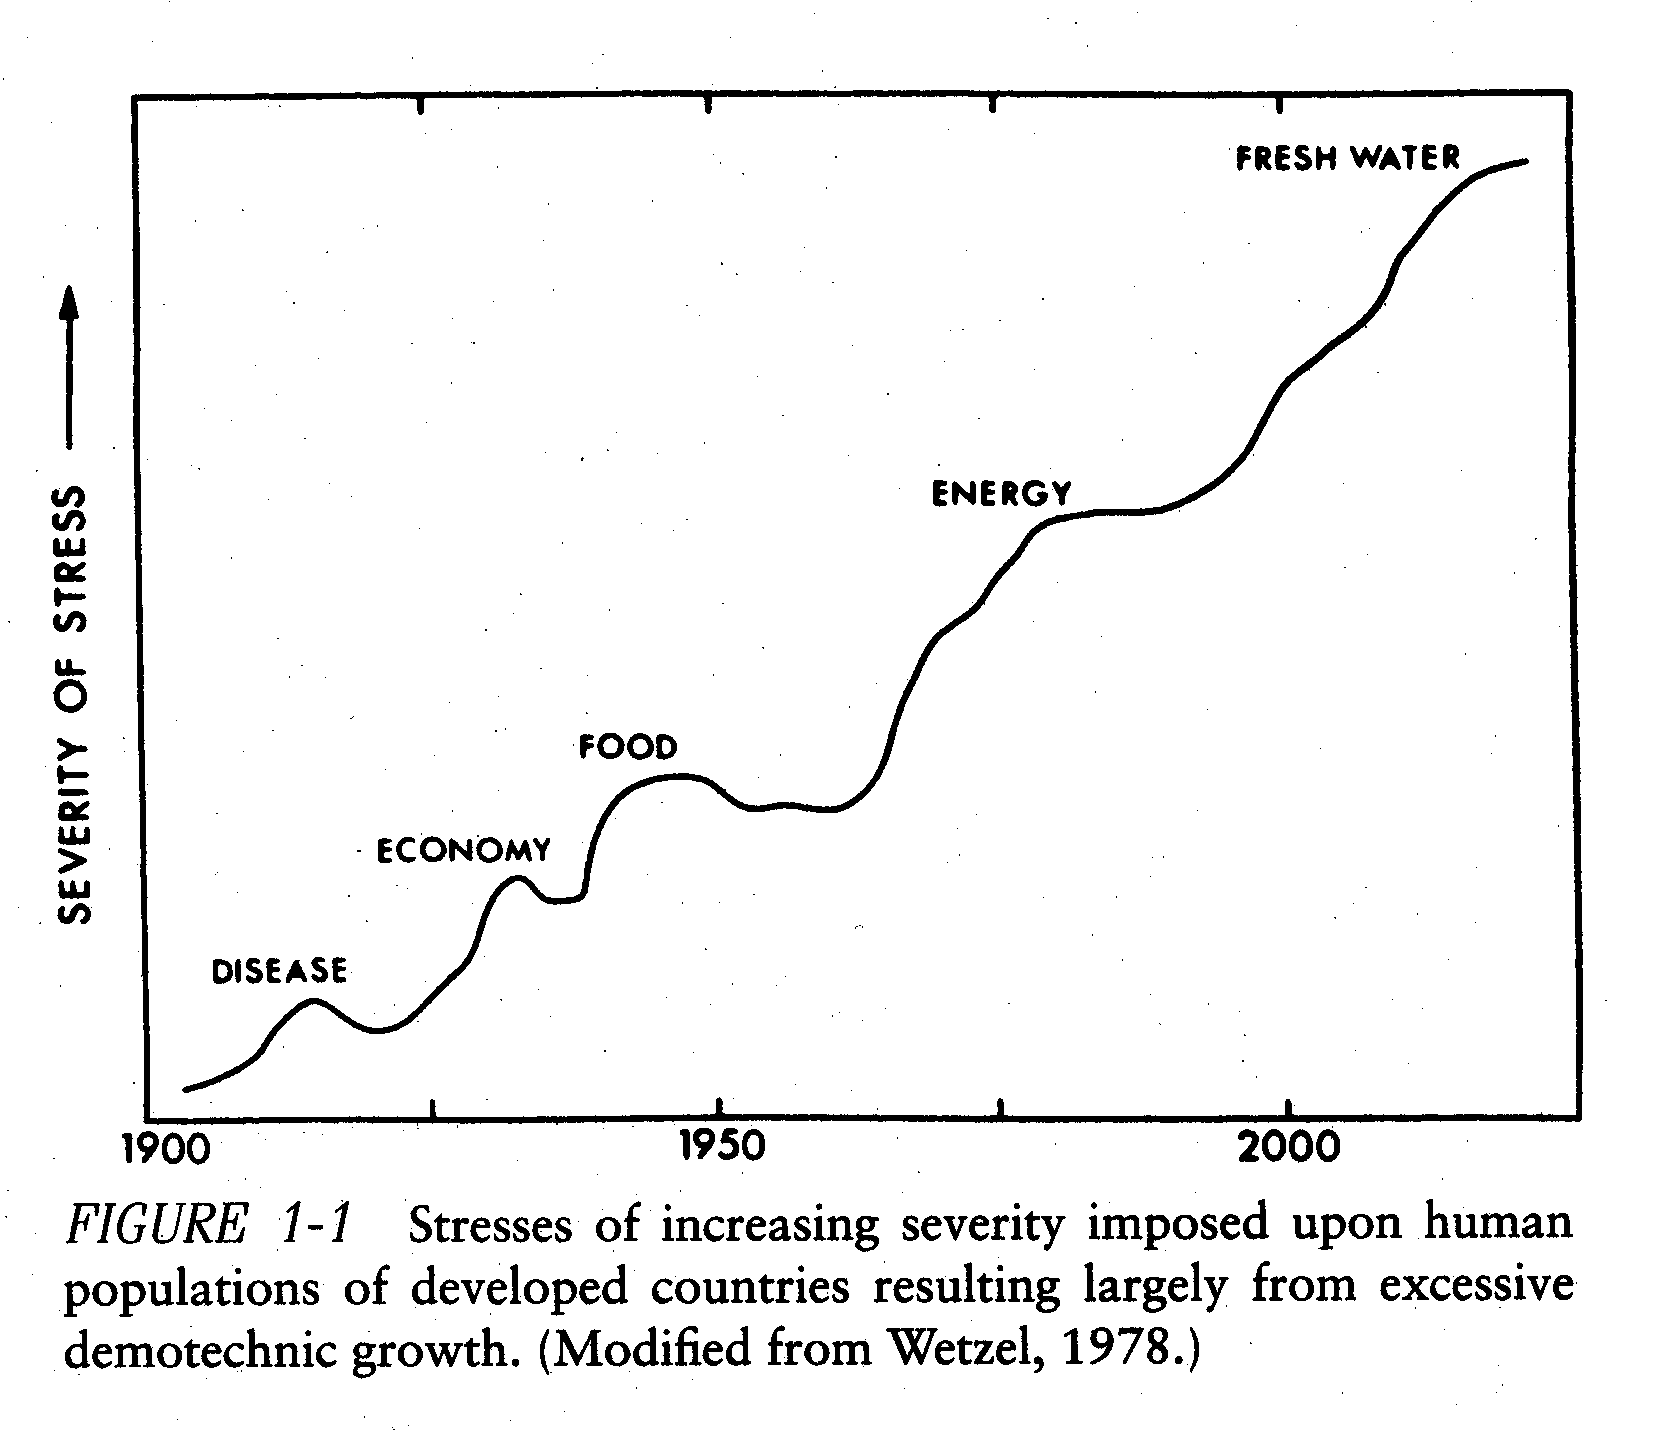 FRESH WATER
ENERGY
FOOD
ECONOMY
DISEASE
SEVERITY OF STRESS
1900 1950 2000
FIGURE 1-1 Stresses of increasing severity imposed upon human
populations of developed countries resulting largely from excessive
demotechnic growth. (Modified from Wetzel, 1978.)